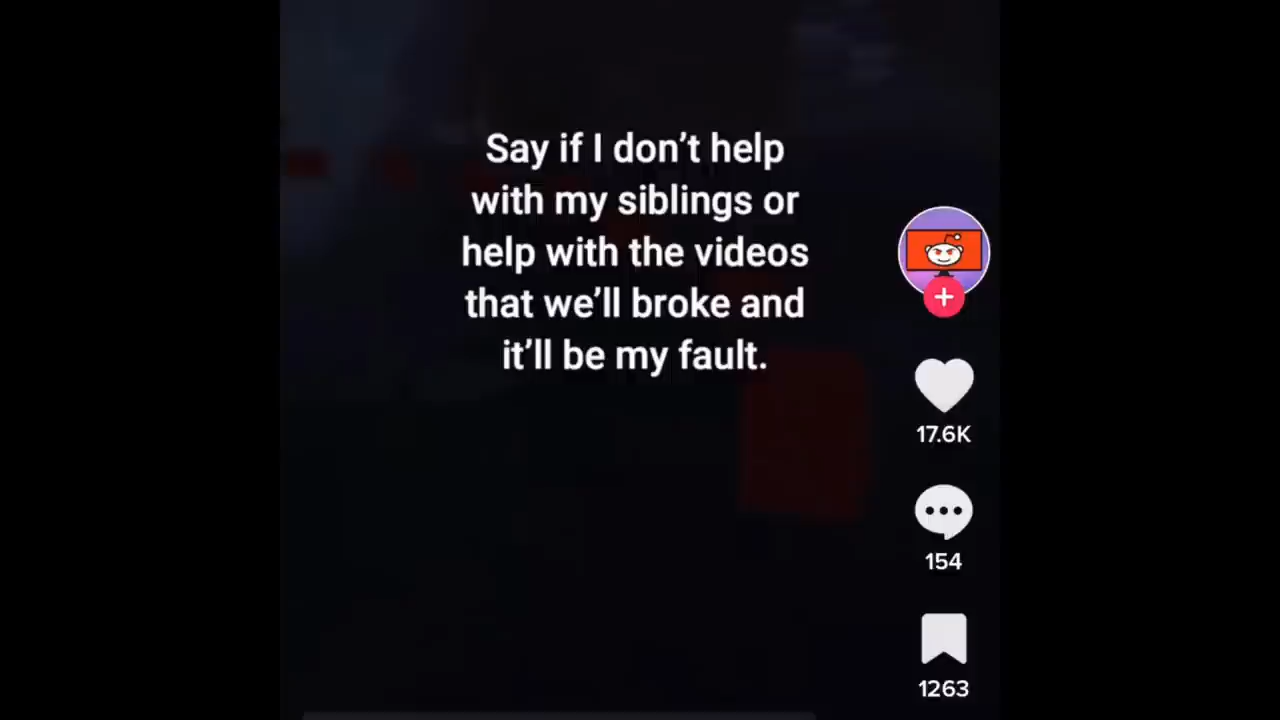 Say if I don't help
with my siblings or
help with the videos
that we'll broke and
it'll be my fault.
17.6K
154
1263